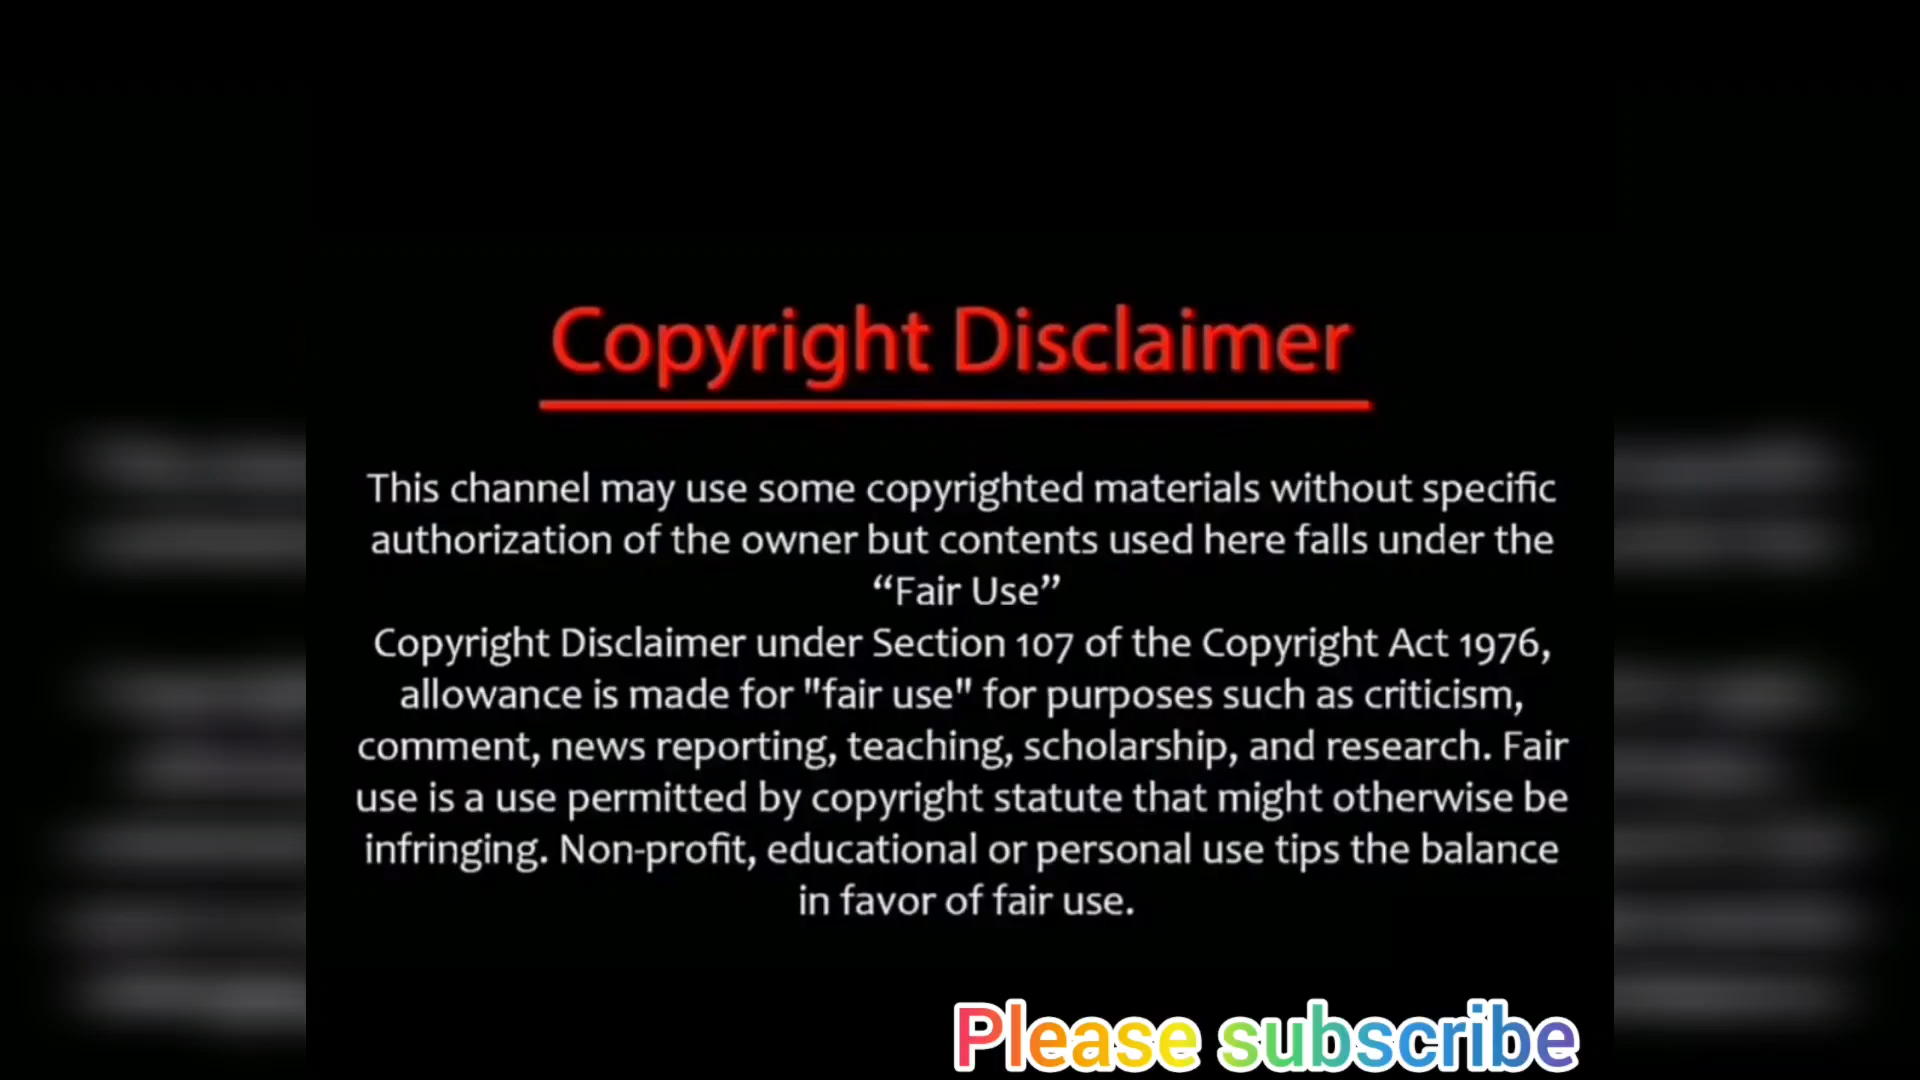 Copyright Disclaimer
This channel may use some copyrighted materials without specific
authorization of the owner but contents used here falls under the
“Fair Use”
Copyright Disclaimer under Section 107 of the Copyright Act 1976,
allowance is made for "fair use" for purposes such as criticism,
comment, news reporting, teaching, scholarship, and research. Fair
use is a use permitted by copyright statute that might otherwise be
infringing. Non-profit, educational or personal use tips the balance
in favor of fair use.
Please subscribe